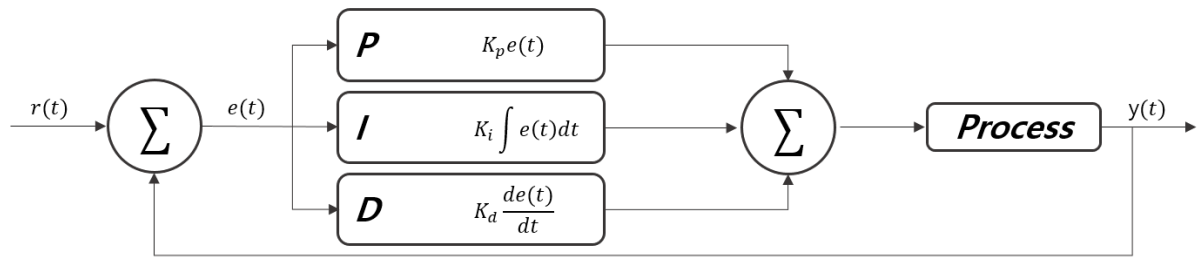 r(t)
∑
e(t)
P K_p e(t)
I K_i ∫ e(t)dt
D K_d de(t)/dt
∑
Process
y(t)